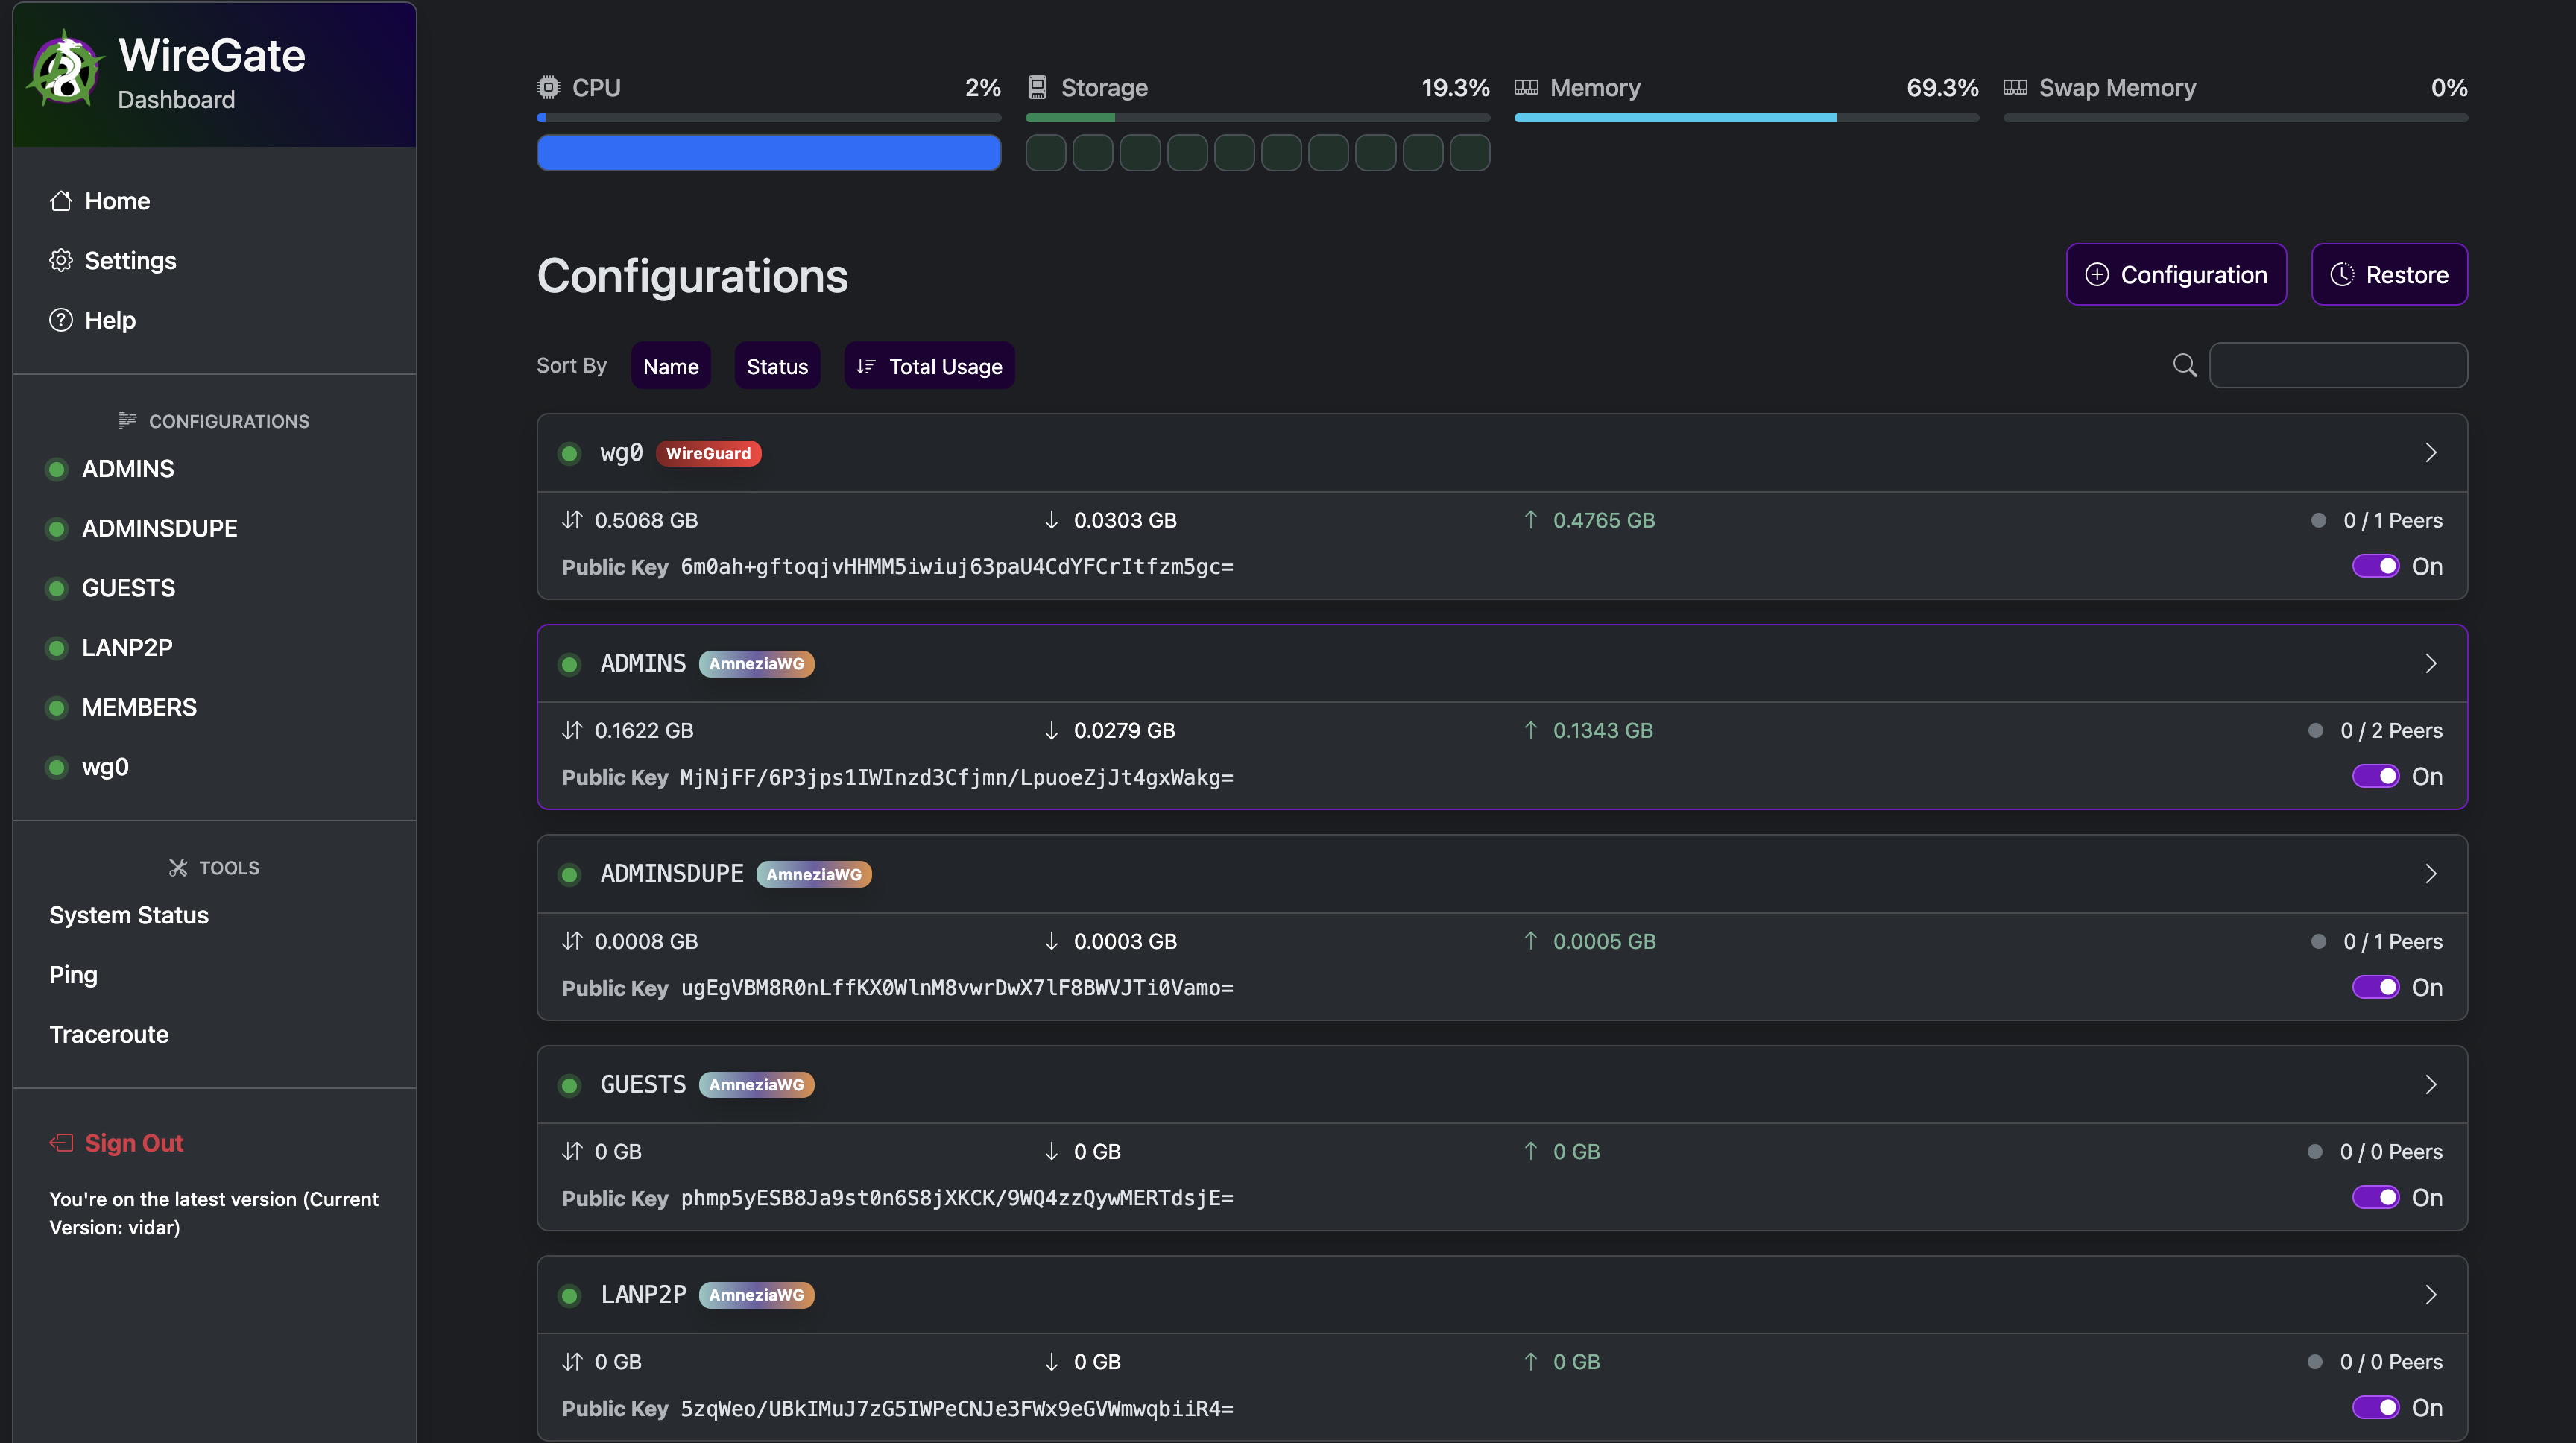 WireGate
Dashboard
Home
Settings
Help
CONFIGURATIONS
ADMINS
ADMINSDUPE
GUESTS
LANP2P
MEMBERS
wg0
TOOLS
System Status
Ping
Traceroute
Sign Out
You're on the latest version (Current
Version: vidar)
CPU 2%
Storage 19.3%
Memory 69.3%
Swap Memory 0%
Configurations
Configuration
Restore
Sort By Name Status Total Usage
wg0 WireGuard
0.5068 GB 0.0303 GB 0.4765 GB 0 / 1 Peers
Public Key 6m0ah+gftoqjvHHMM5iwiuj63paU4CdYFCrItfzm5gc= On
ADMINS AmneziaWG
0.1622 GB 0.0279 GB 0.1343 GB 0 / 2 Peers
Public Key MjNjFF/6P3jps1IWInzd3Cfjmn/LpuoeZjJt4gxWakg= On
ADMINSDUPE AmneziaWG
0.0008 GB 0.0003 GB 0.0005 GB 0 / 1 Peers
Public Key ugEgVBM8R0nLffKX0WlnM8vwrDwX7lF8BWVJTi0Vamo= On
GUESTS AmneziaWG
0 GB 0 GB 0 GB 0 / 0 Peers
Public Key phmp5yESB8Ja9st0n6S8jXKCK/9WQ4zzQywMERTdsjE= On
LANP2P AmneziaWG
0 GB 0 GB 0 GB 0 / 0 Peers
Public Key 5zqWeo/UBkIMuJ7zG5IWPeCNJe3FWx9eGVWmwqbiiR4= On